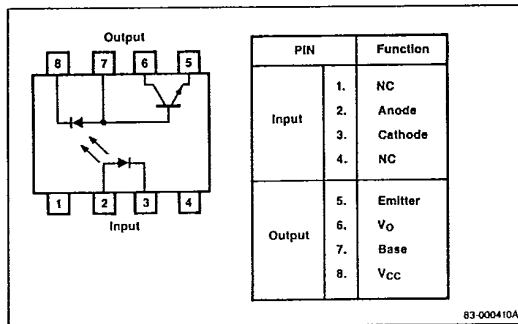 Output
8 7 6 5
1 2 3 4
Input
PIN Function
Input
1. NC
2. Anode
3. Cathode
4. NC
Output
5. Emitter
6. VO
7. Base
8. VCC
83-000410A